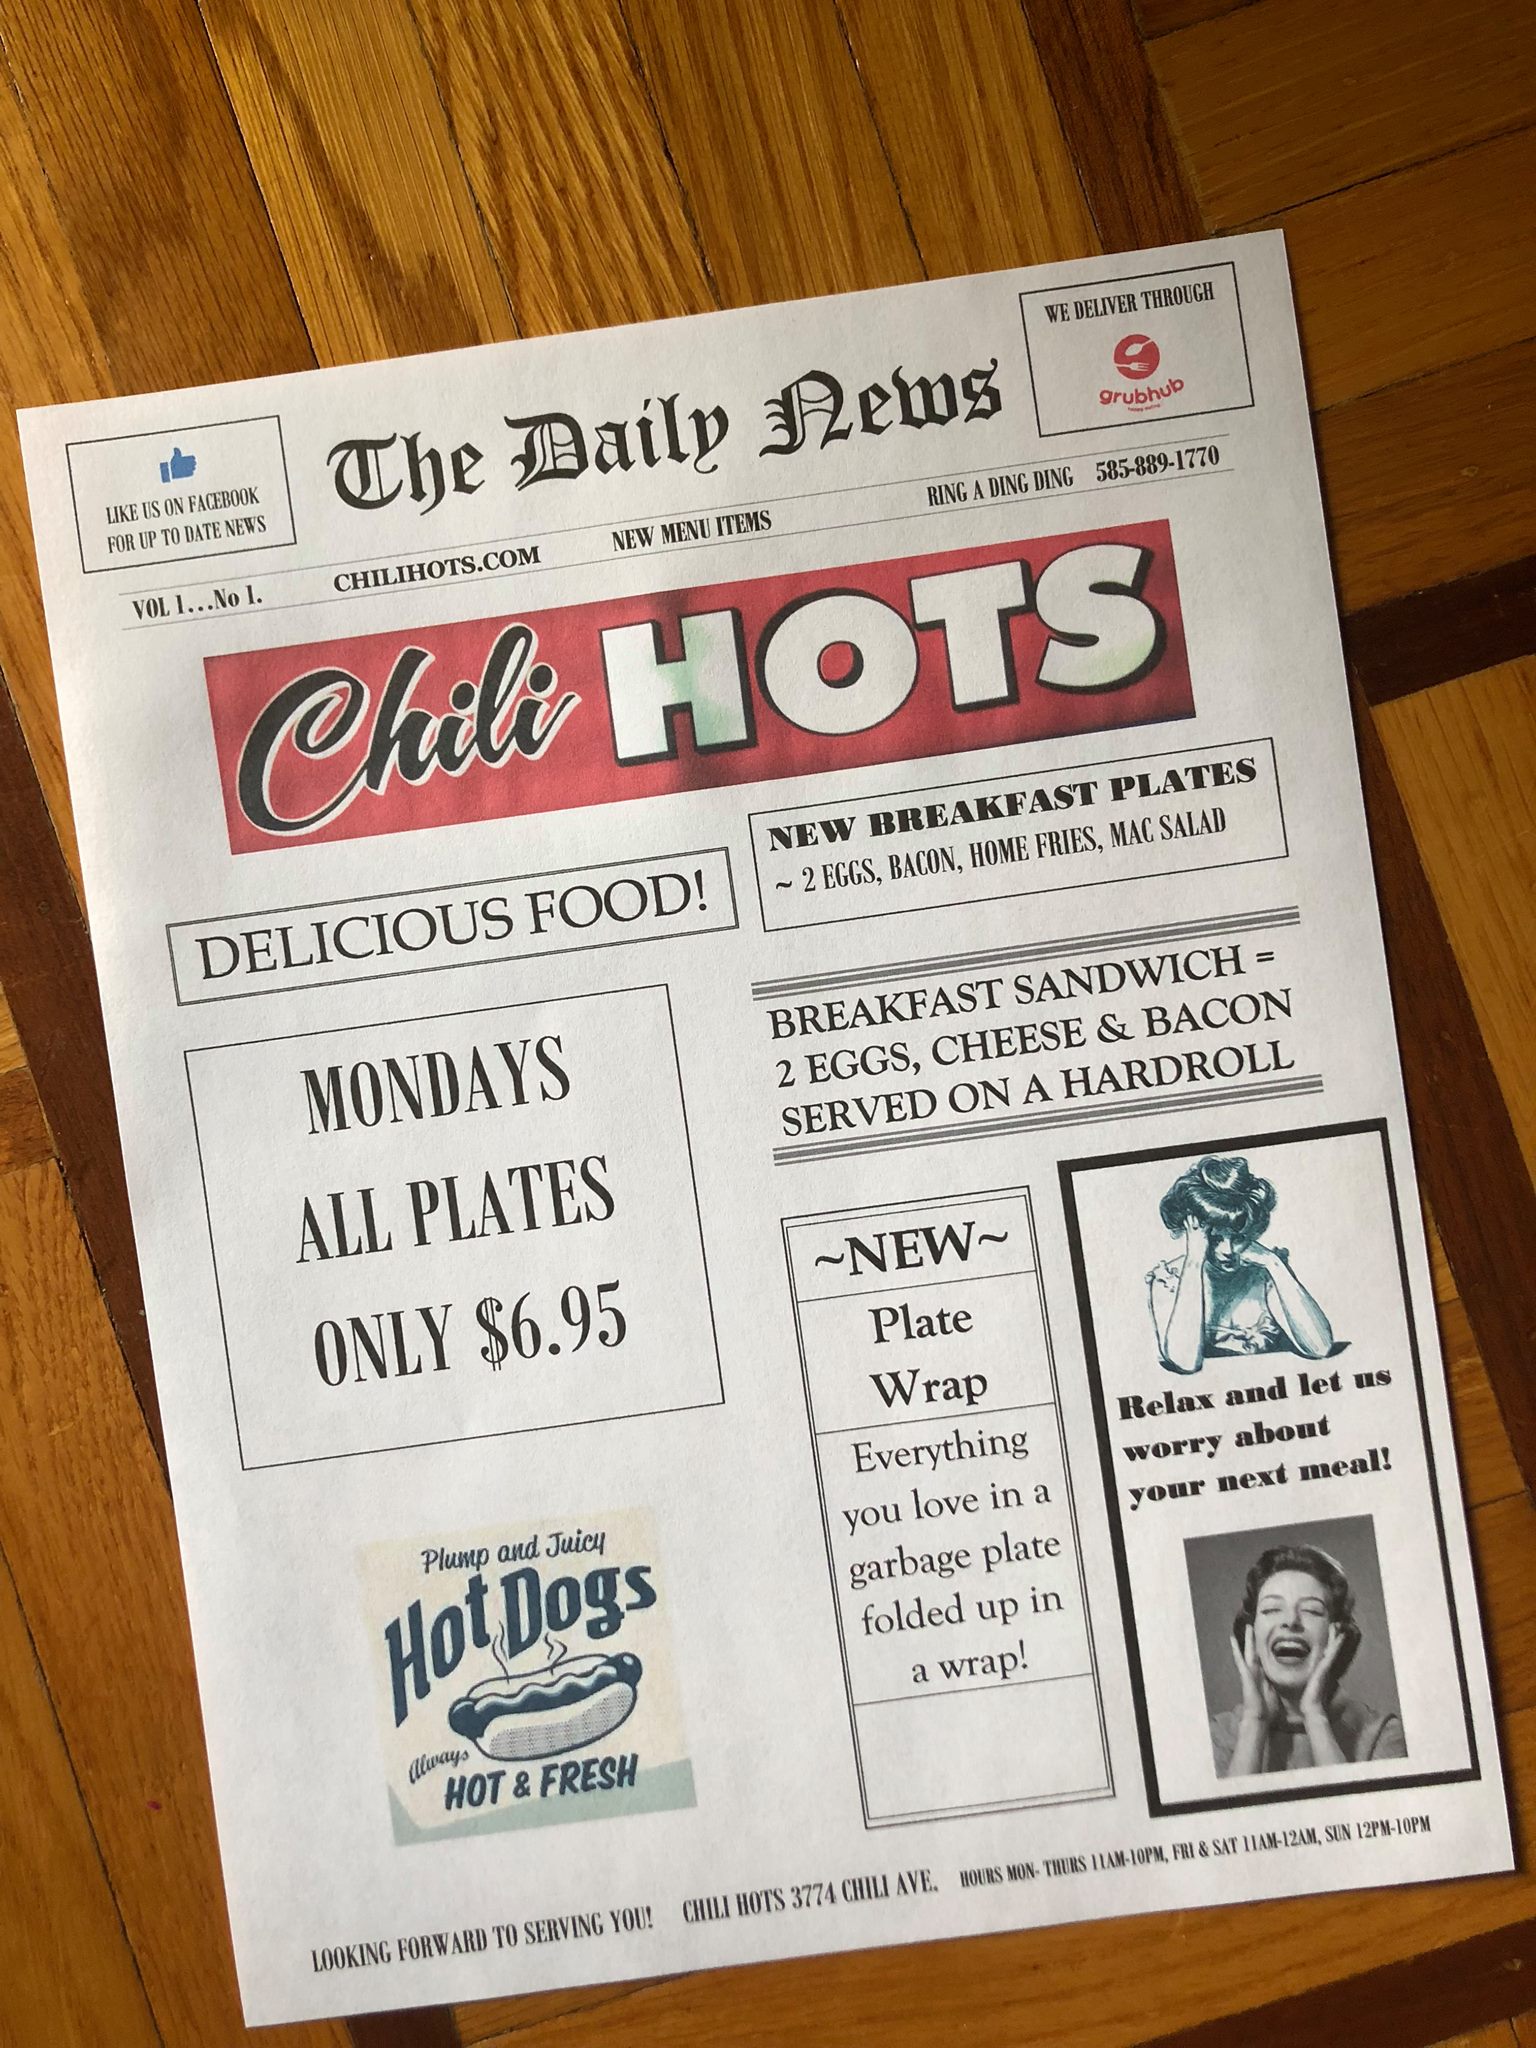 LIKE US ON FACEBOOK
FOR UP TO DATE NEWS
The Daily News
WE DELIVER THROUGH
grubhub
VOL 1...No 1.
CHILIHOTS.COM
NEW MENU ITEMS
RING A DING DING 585-889-1770
Chili HOTS
DELICIOUS FOOD!
NEW BREAKFAST PLATES
~ 2 EGGS, BACON, HOME FRIES, MAC SALAD
MONDAYS
ALL PLATES
ONLY $6.95
BREAKFAST SANDWICH =
2 EGGS, CHEESE & BACON
SERVED ON A HARDROLL
~NEW~
Plate
Wrap
Everything
you love in a
garbage plate
folded up in
a wrap!
Relax and let us
worry about
your next meal!
Plump and Juicy
Hot Dogs
Always
HOT & FRESH
LOOKING FORWARD TO SERVING YOU! CHILI HOTS 3774 CHILI AVE. HOURS MON- THURS 11AM-10PM, FRI & SAT 11AM-12AM, SUN 12PM-10PM